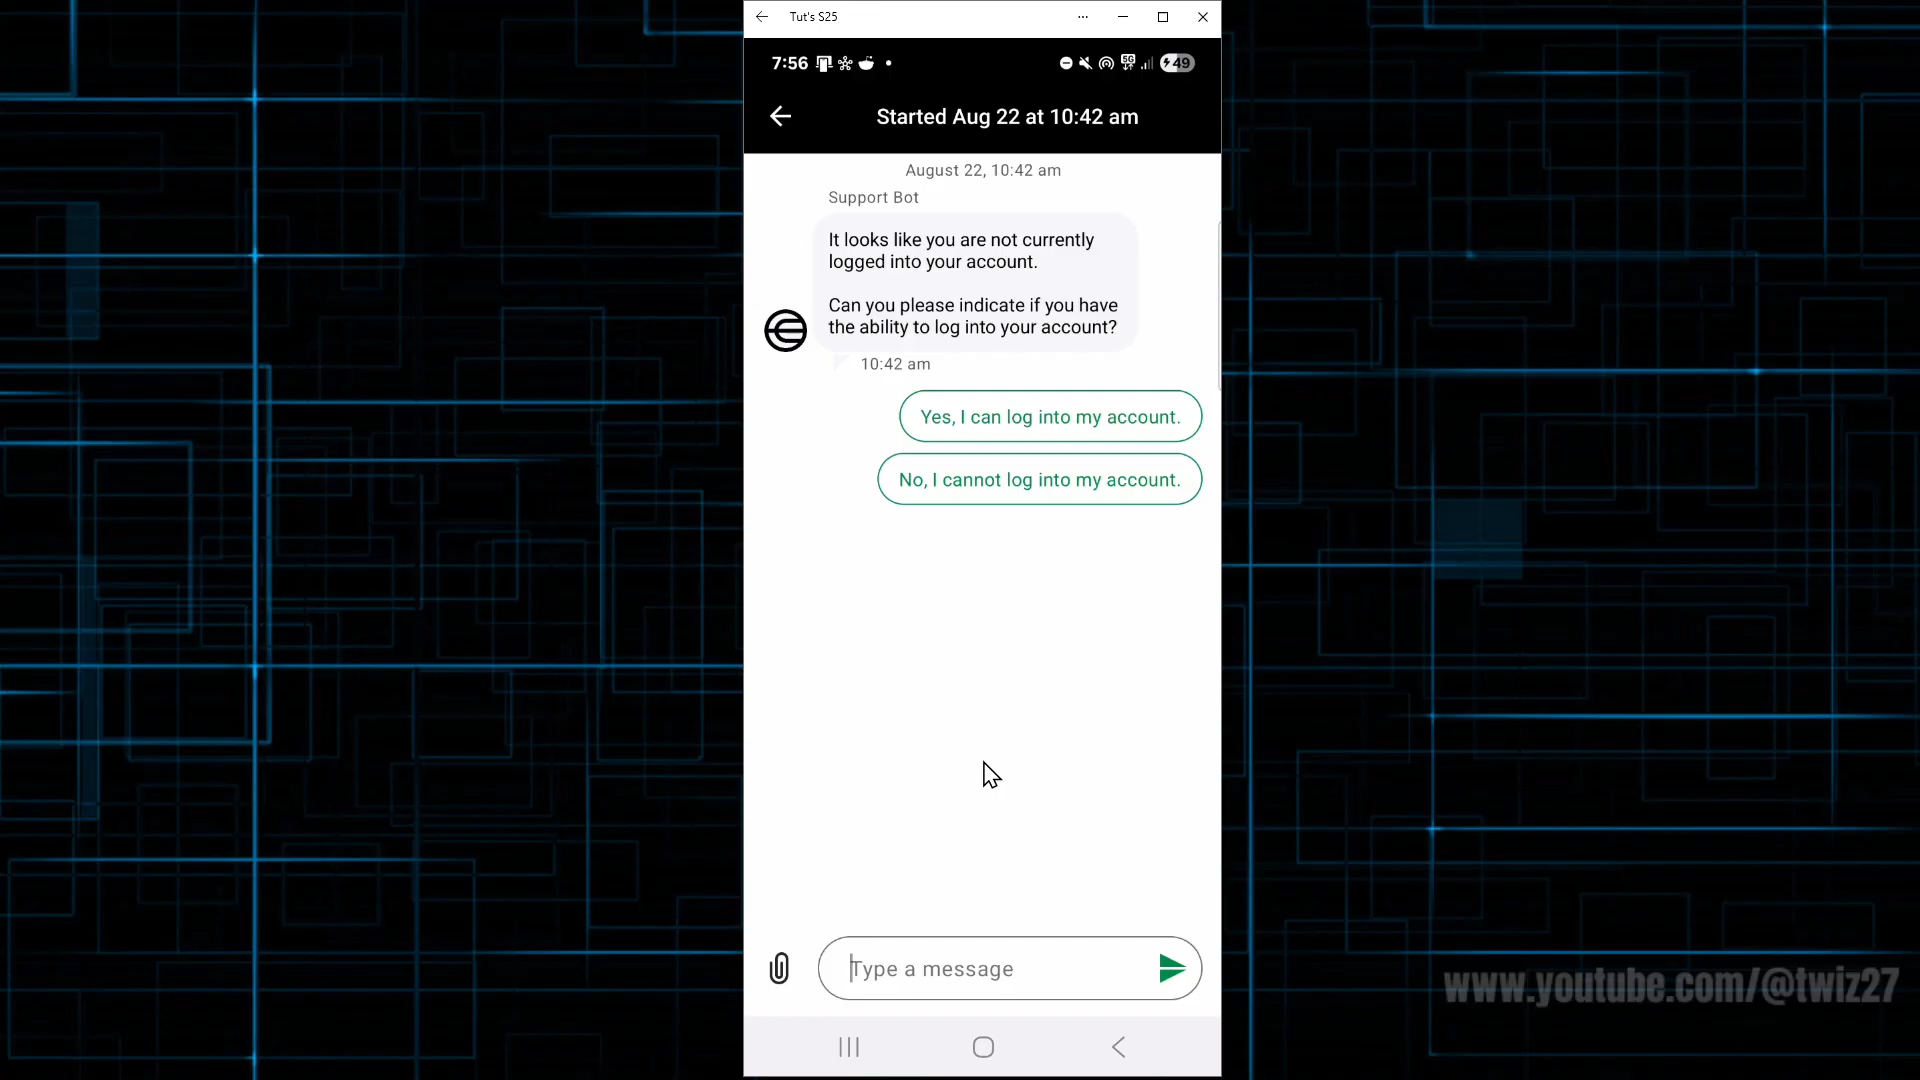 Tut's S25
7:56
5G
49
Started Aug 22 at 10:42 am
August 22, 10:42 am
Support Bot
It looks like you are not currently
logged into your account.
Can you please indicate if you have
the ability to log into your account?
10:42 am
Yes, I can log into my account.
No, I cannot log into my account.
Type a message
www.youtube.com/@twiz27